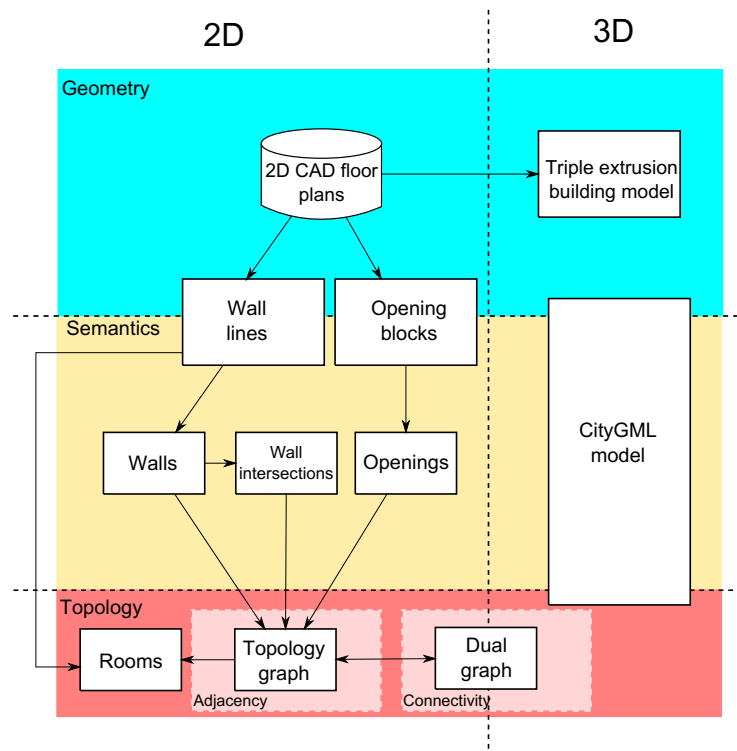 2D
3D
Geometry
2D CAD floor
plans
Triple extrusion
building model
Wall
lines
Opening
blocks
Semantics
CityGML
model
Walls
Wall
intersections
Openings
Topology
Rooms
Topology
graph
Dual
graph
Adjacency
Connectivity